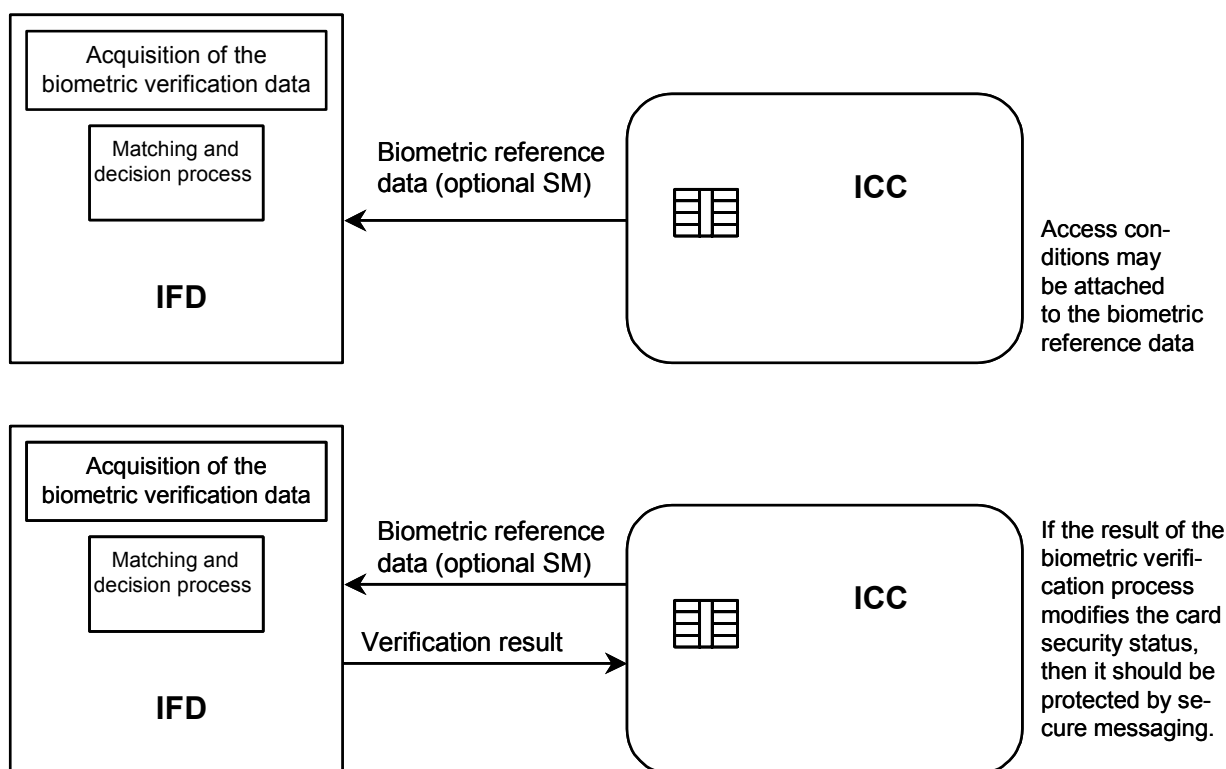 Acquisition of the
biometric verification data
Matching and
decision process
IFD
Biometric reference
data (optional SM)
ICC
Access con-
ditions may
be attached
to the biometric
reference data
Acquisition of the
biometric verification data
Matching and
decision process
IFD
Biometric reference
data (optional SM)
Verification result
ICC
If the result of the
biometric verifi-
cation process
modifies the card
security status,
then it should be
protected by se-
cure messaging.